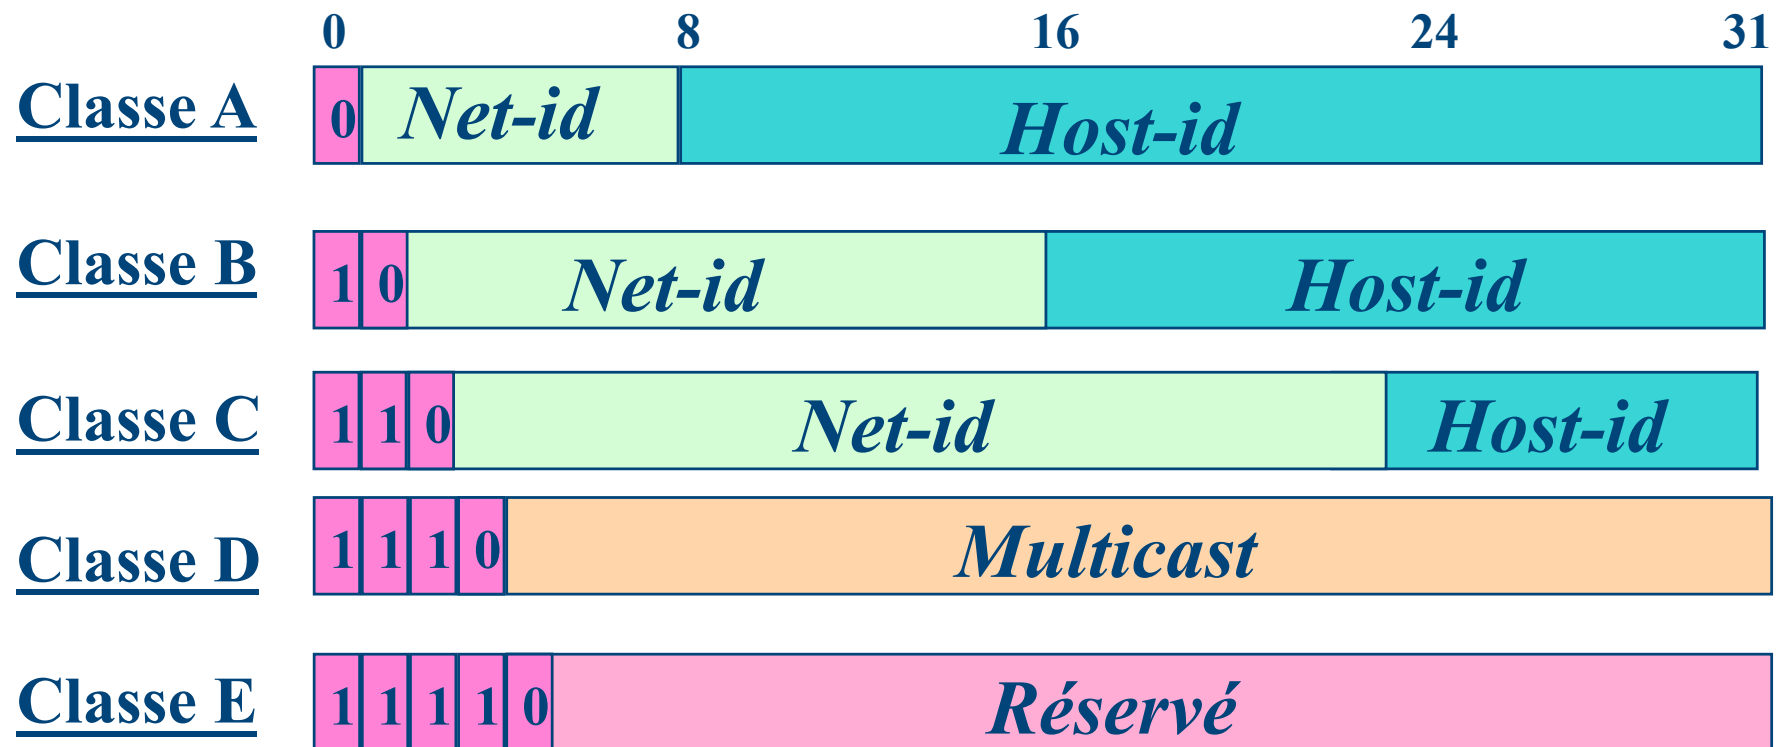 0 8 16 24 31
Classe A 0 Net-id Host-id
Classe B 1 0 Net-id Host-id
Classe C 1 1 0 Net-id Host-id
Classe D 1 1 1 0 Multicast
Classe E 1 1 1 1 0 Réservé